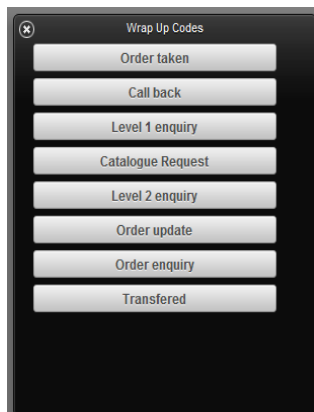 Wrap Up Codes
Order taken
Call back
Level 1 enquiry
Catalogue Request
Level 2 enquiry
Order update
Order enquiry
Transfered